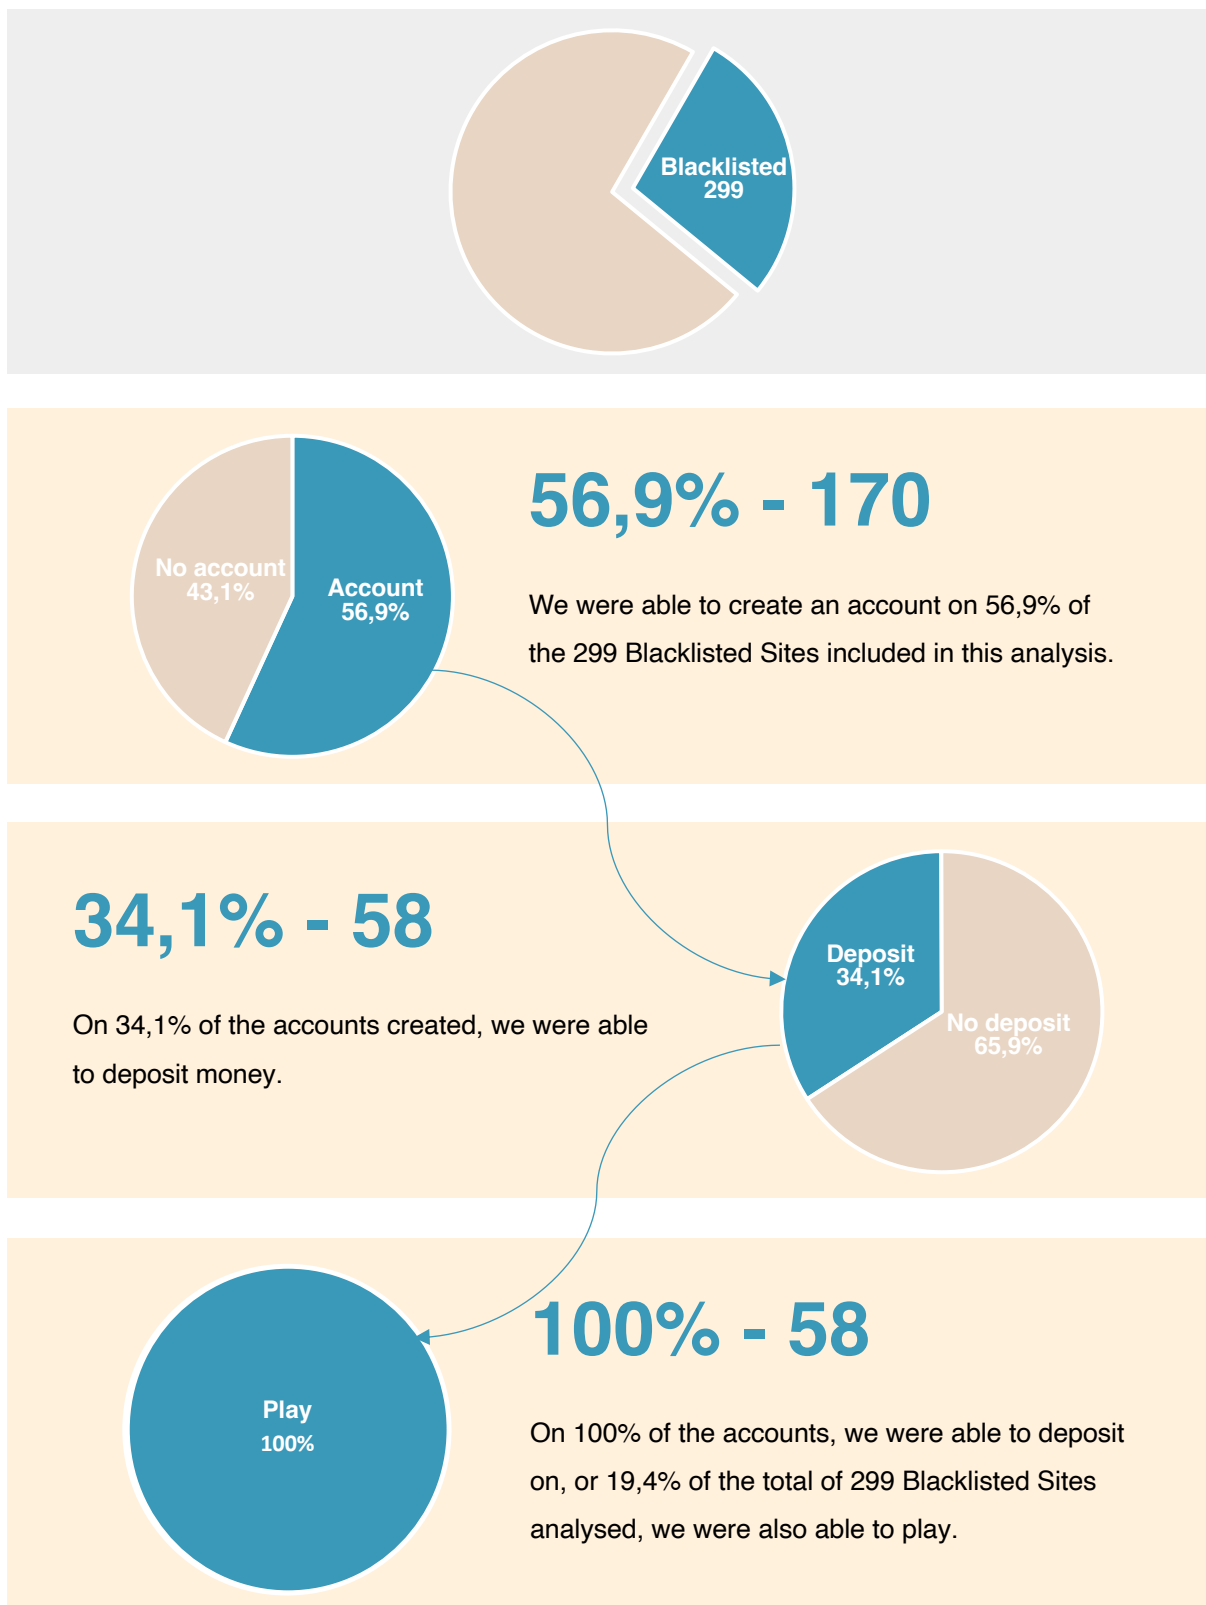 Blacklisted
299
56,9% - 170
No account
43,1%
Account
56,9%
We were able to create an account on 56,9% of
the 299 Blacklisted Sites included in this analysis.
34,1% - 58
On 34,1% of the accounts created, we were able
to deposit money.
Deposit
34,1%
No deposit
65,9%
100% - 58
Play
100%
On 100% of the accounts, we were able to deposit
on, or 19,4% of the total of 299 Blacklisted Sites
analysed, we were also able to play.